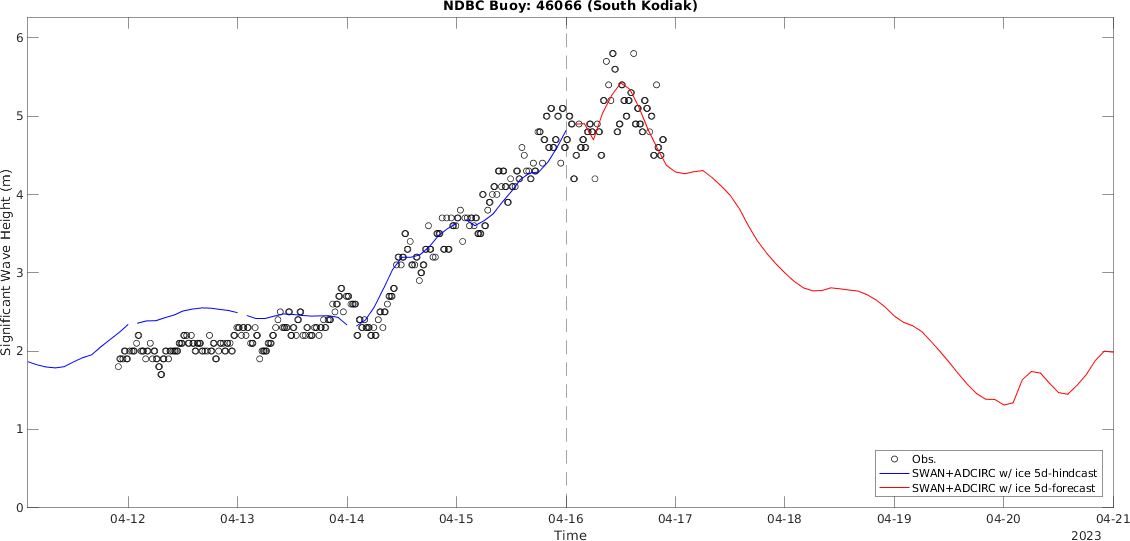 NDBC Buoy: 46066 (South Kodiak)
6
5
4
3
2
1
0
Significant Wave Height (m)
Obs.
SWAN+ADCIRC w/ ice 5d-hindcast
SWAN+ADCIRC w/ ice 5d-forecast
04-12 04-13 04-14 04-15 04-16 04-17 04-18 04-19 04-20 04-21
Time
2023